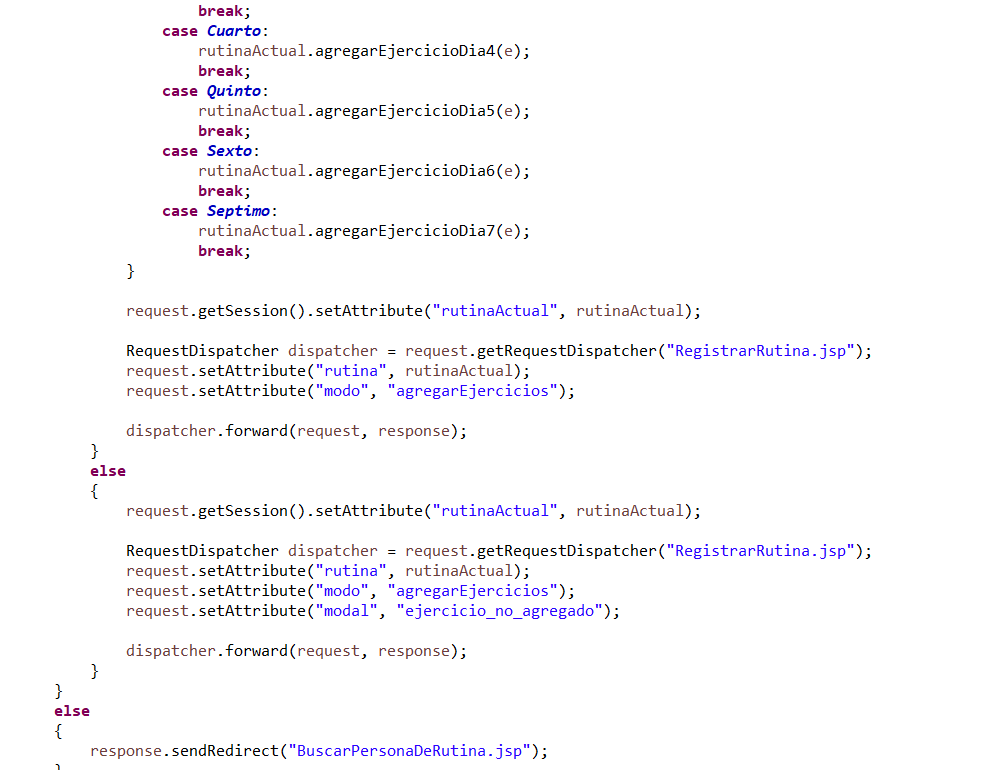 break;
case Cuarto:
rutinaActual.agregarEjercicioDia4(e);
break;
case Quinto:
rutinaActual.agregarEjercicioDia5(e);
break;
case Sexto:
rutinaActual.agregarEjercicioDia6(e);
break;
case Septimo:
rutinaActual.agregarEjercicioDia7(e);
break;
}
request.getSession().setAttribute("rutinaActual", rutinaActual);
RequestDispatcher dispatcher = request.getRequestDispatcher("RegistrarRutina.jsp");
request.setAttribute("rutina", rutinaActual);
request.setAttribute("modo", "agregarEjercicios");
dispatcher.forward(request, response);
}
else
{
request.getSession().setAttribute("rutinaActual", rutinaActual);
RequestDispatcher dispatcher = request.getRequestDispatcher("RegistrarRutina.jsp");
request.setAttribute("rutina", rutinaActual);
request.setAttribute("modo", "agregarEjercicios");
request.setAttribute("modal", "ejercicio_no_agregado");
dispatcher.forward(request, response);
}
}
else
{
response.sendRedirect("BuscarPersonaDeRutina.jsp");
}